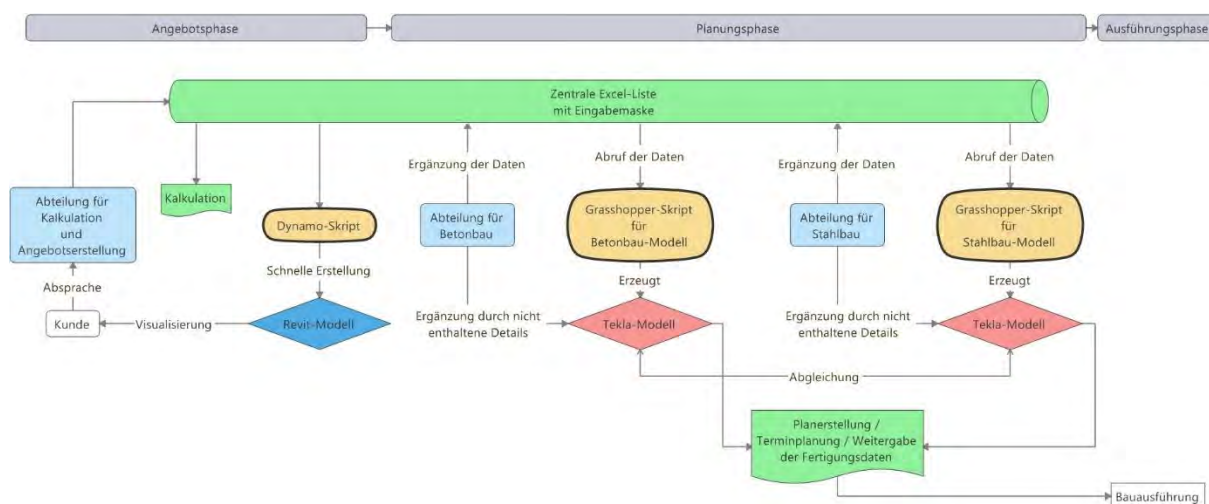 Angebotsphase
Planungsphase
Ausführungsphase
Zentrale Excel-Liste
mit Eingabemaske
Ergänzung der Daten
Abruf der Daten
Ergänzung der Daten
Abruf der Daten
Abteilung für
Kalkulation
und
Angebotserstellung
Kalkulation
Dynamo-Skript
Abteilung für
Betonbau
Grasshopper-Skript
für
Betonbau-Modell
Abteilung für
Stahlbau
Grasshopper-Skript
für
Stahlbau-Modell
Absprache
Schnelle Erstellung
Erzeugt
Erzeugt
Kunde
Visualisierung
Revit-Modell
Ergänzung durch nicht
enthaltene Details
Tekla-Modell
Ergänzung durch nicht
enthaltene Details
Tekla-Modell
Abgleichung
Planerstellung /
Terminplanung / Weitergabe
der Fertigungsdaten
Bauausführung